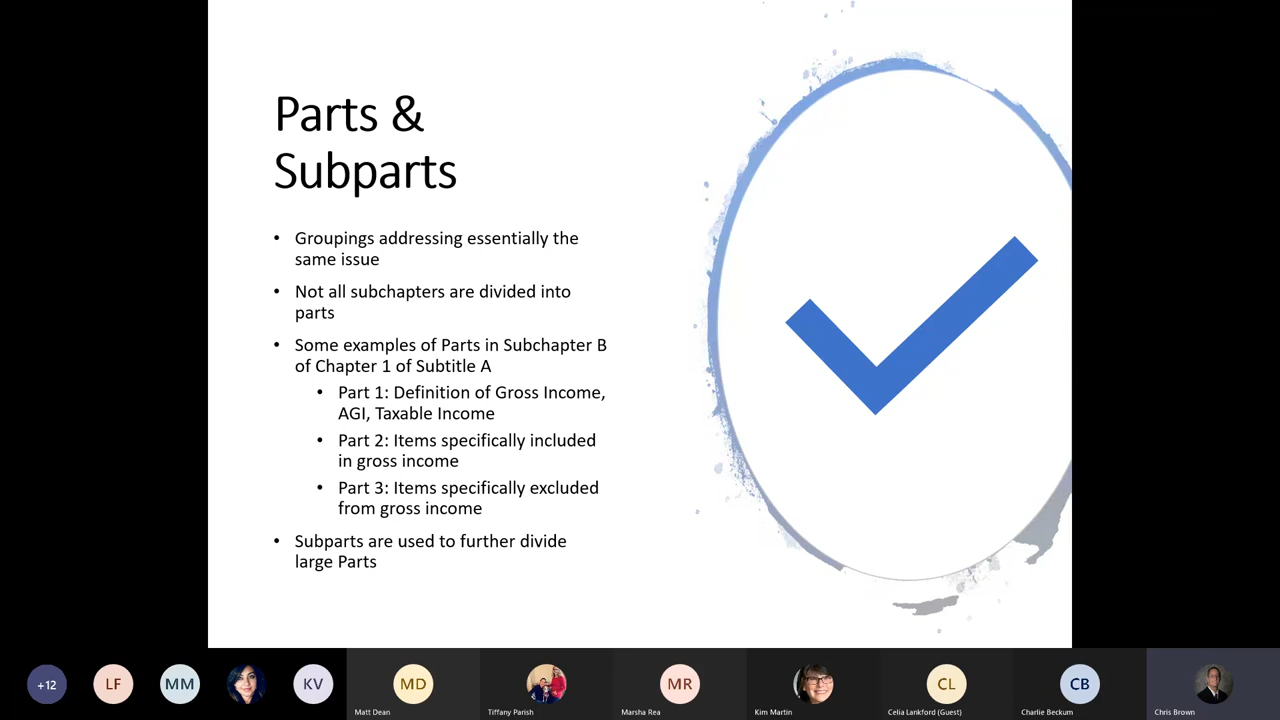 Parts &
Subparts
• Groupings addressing essentially the
same issue
• Not all subchapters are divided into
parts
• Some examples of Parts in Subchapter B
of Chapter 1 of Subtitle A
• Part 1: Definition of Gross Income,
AGI, Taxable Income
• Part 2: Items specifically included
in gross income
• Part 3: Items specifically excluded
from gross income
• Subparts are used to further divide
large Parts
+12
LF
MM
KV
MD
MR
CL
CB
Matt Dean
Tiffany Parish
Marsha Rea
Kim Martin
Celia Lankford (Guest)
Charlie Beckum
Chris Brown